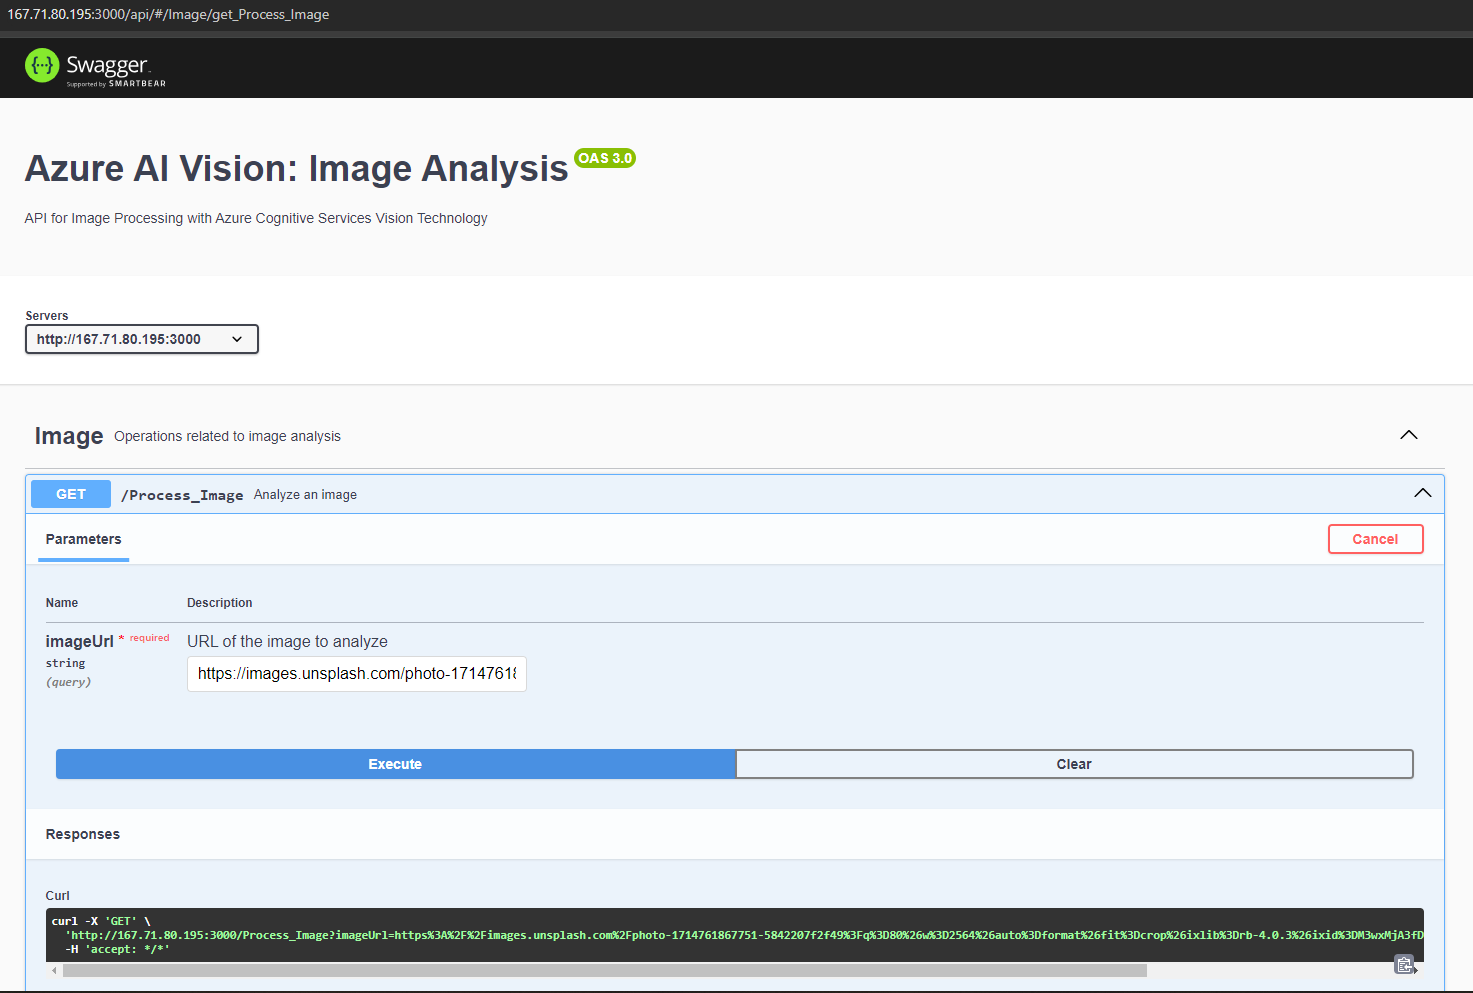 167.71.80.195:3000/api/#/Image/get_Process_Image
Swagger
Supported by SMARTBEAR
Azure AI Vision: Image Analysis OAS 3.0
API for Image Processing with Azure Cognitive Services Vision Technology
Servers
http://167.71.80.195:3000
Image Operations related to image analysis
GET /Process_Image Analyze an image
Parameters Cancel
Name Description
imageUrl * required URL of the image to analyze
string
(query)
https://images.unsplash.com/photo-17147618
Execute Clear
Responses
Curl
curl -X 'GET' \
'http://167.71.80.195:3000/Process_Image?imageUrl=https%3A%2F%2Fimages.unsplash.com%2Fphoto-1714761867751-5842207f2f49%3Fq%3D80%26w%3D2564%26auto%3Dformat%26fit%3Dcrop%26ixlib%3Drb-4.0.3%26ixid%3DM3wxMjA3fD
-H 'accept: */*'